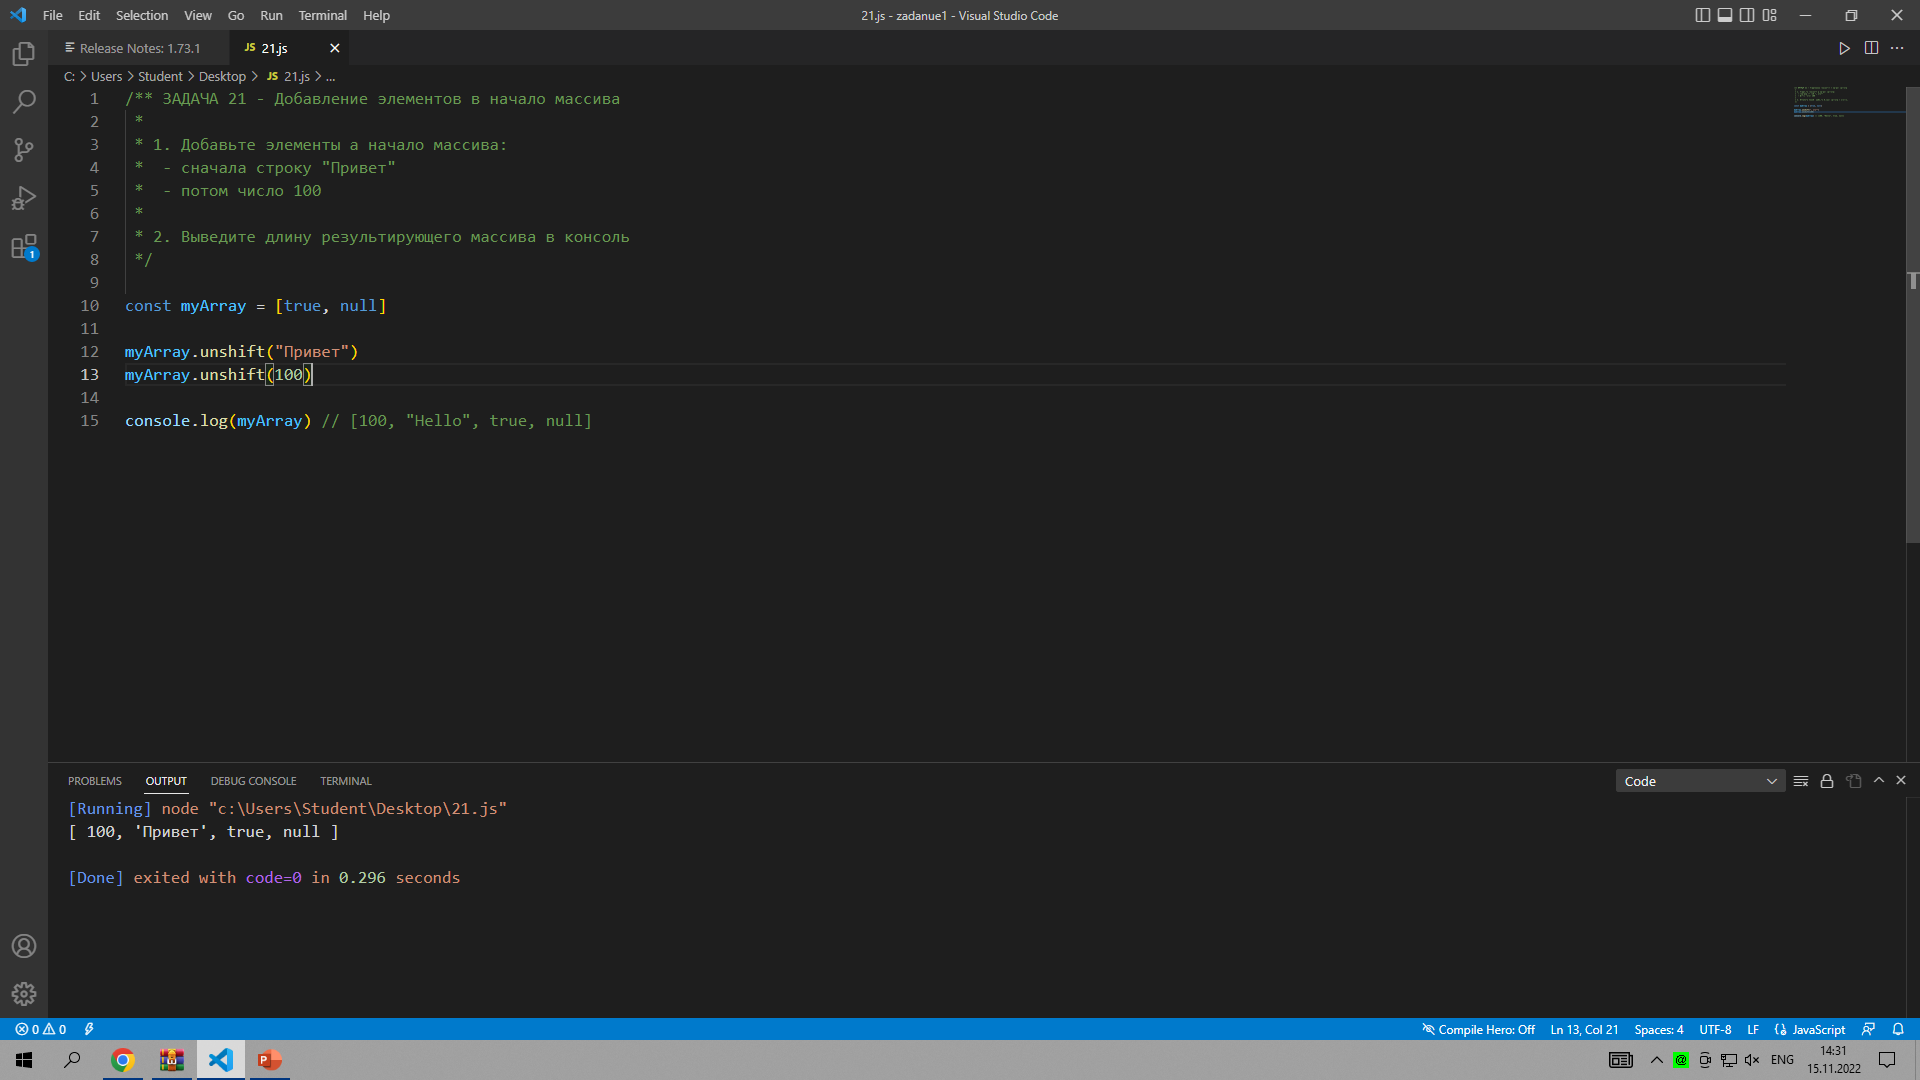 File Edit Selection View Go Run Terminal Help
21.js - zadanue1 - Visual Studio Code
Release Notes: 1.73.1
JS 21.js
C: > Users > Student > Desktop > JS 21.js > ...
1 /** ЗАДАЧА 21 - Добавление элементов в начало массива
2 *
3 * 1. Добавьте элементы а начало массива:
4 * - сначала строку "Привет"
5 * - потом число 100
6 *
7 * 2. Выведите длину результирующего массива в консоль
8 */
9
10 const myArray = [true, null]
11
12 myArray.unshift("Привет")
13 myArray.unshift(100)
14
15 console.log(myArray) // [100, "Hello", true, null]
1
PROBLEMS OUTPUT DEBUG CONSOLE TERMINAL
Code
[Running] node "c:\Users\Student\Desktop\21.js"
[ 100, 'Привет', true, null ]
[Done] exited with code=0 in 0.296 seconds
0 0
Compile Hero: Off Ln 13, Col 21 Spaces: 4 UTF-8 LF JavaScript
ENG
14:31
15.11.2022